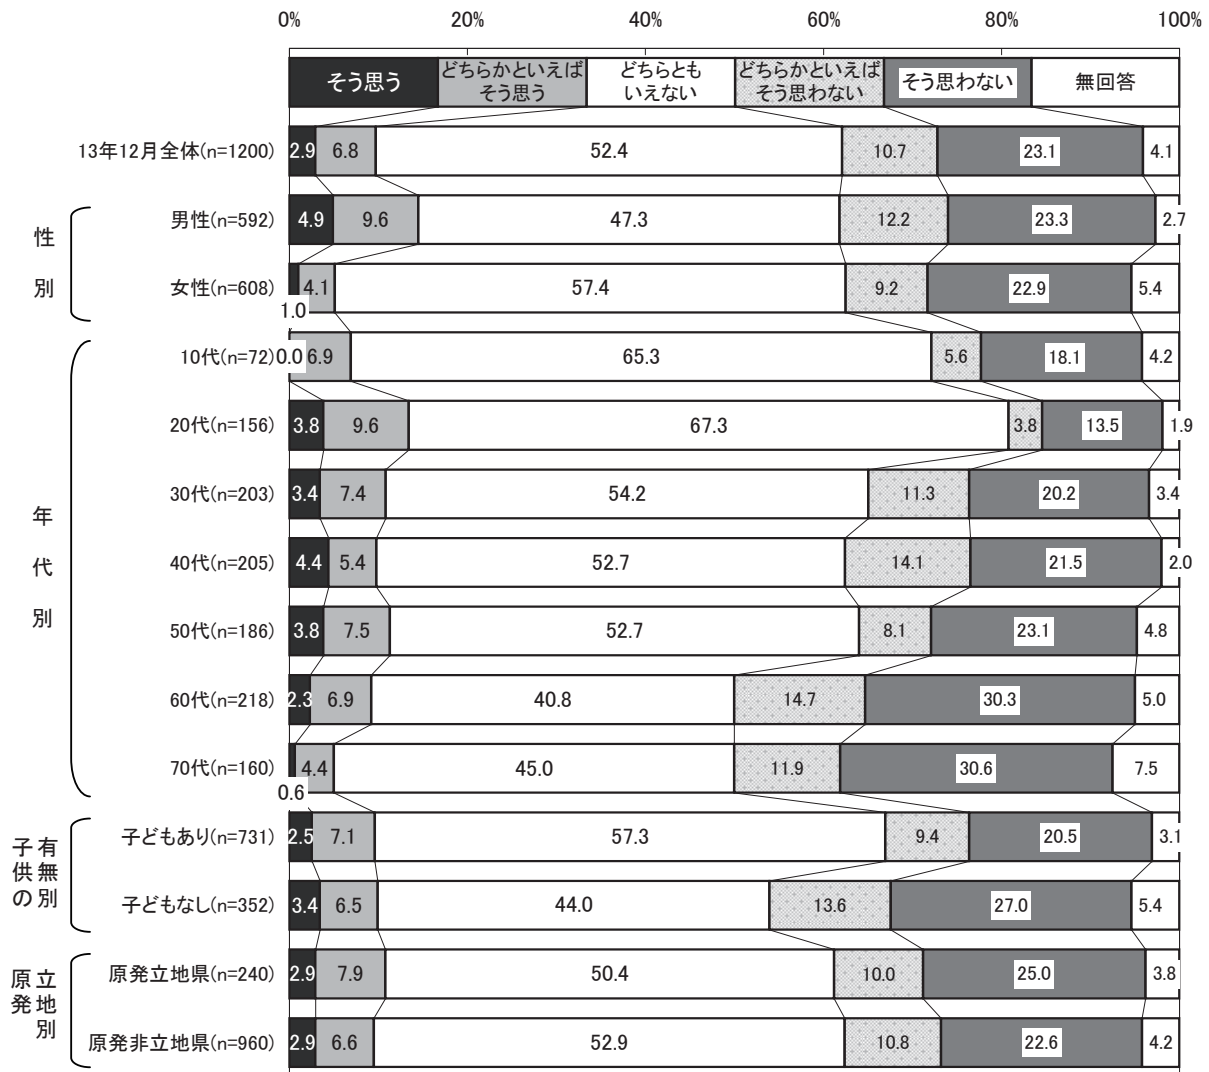 0% 20% 40% 60% 80% 100%
そう思う どちらかといえばそう思う どちらともいえない どちらかといえばそう思わない そう思わない 無回答
13年12月全体(n=1200) 2.9 6.8 52.4 10.7 23.1 4.1
性別
男性(n=592) 4.9 9.6 47.3 12.2 23.3 2.7
女性(n=608) 1.0 4.1 57.4 9.2 22.9 5.4
年代別
10代(n=72) 0.0 6.9 65.3 5.6 18.1 4.2
20代(n=156) 3.8 9.6 67.3 3.8 13.5 1.9
30代(n=203) 3.4 7.4 54.2 11.3 20.2 3.4
40代(n=205) 4.4 5.4 52.7 14.1 21.5 2.0
50代(n=186) 3.8 7.5 52.7 8.1 23.1 4.8
60代(n=218) 2.3 6.9 40.8 14.7 30.3 5.0
70代(n=160) 0.6 4.4 45.0 11.9 30.6 7.5
子供の有無別
子どもあり(n=731) 2.5 7.1 57.3 9.4 20.5 3.1
子どもなし(n=352) 3.4 6.5 44.0 13.6 27.0 5.4
原発立地別
原発立地県(n=240) 2.9 7.9 50.4 10.0 25.0 3.8
原発非立地県(n=960) 2.9 6.6 52.9 10.8 22.6 4.2